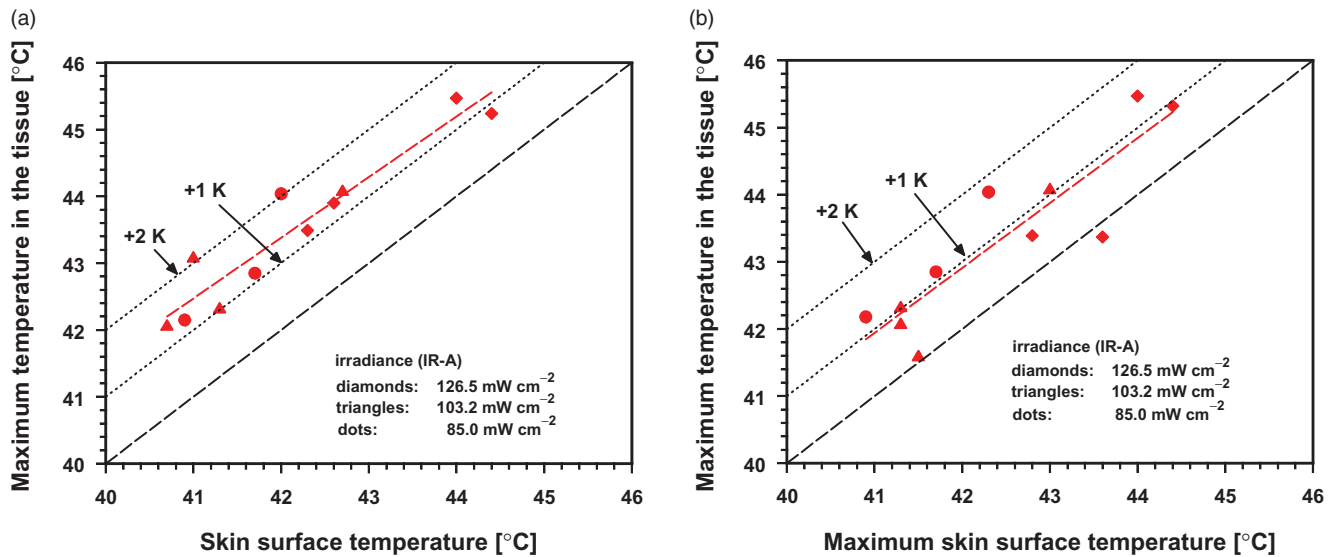 (a)
Maximum temperature in the tissue [°C]
46
45
44
43
42
41
40
+2 K
+1 K
irradiance (IR-A)
diamonds: 126.5 mW cm⁻²
triangles: 103.2 mW cm⁻²
dots: 85.0 mW cm⁻²
40 41 42 43 44 45 46
Skin surface temperature [°C]
(b)
Maximum temperature in the tissue [°C]
46
45
44
43
42
41
40
+2 K
+1 K
irradiance (IR-A)
diamonds: 126.5 mW cm⁻²
triangles: 103.2 mW cm⁻²
dots: 85.0 mW cm⁻²
40 41 42 43 44 45 46
Maximum skin surface temperature [°C]